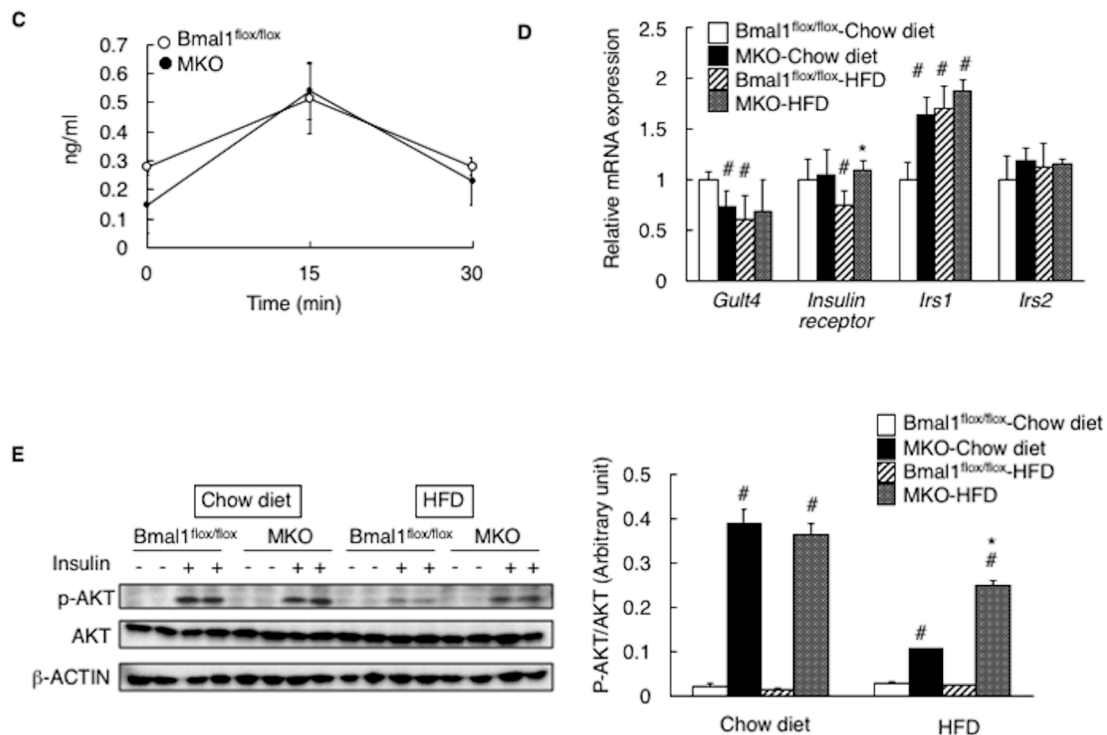 C
Bmal1flox/flox
MKO
0.7
0.6
0.5
0.4
0.3
0.2
0.1
0
ng/ml
0 15 30
Time (min)
D
Bmal1flox/flox-Chow diet
MKO-Chow diet
Bmal1flox/flox-HFD
MKO-HFD
2.5
2
1.5
1
0.5
0
Relative mRNA expression
# # # * # # #
Gult4 Insulin receptor Irs1 Irs2
E
Chow diet HFD
Bmal1flox/flox MKO Bmal1flox/flox MKO
Insulin - - + + - - + + - - + + - - + +
p-AKT
AKT
β-ACTIN
Bmal1flox/flox-Chow diet
MKO-Chow diet
Bmal1flox/flox-HFD
MKO-HFD
0.5
0.4
0.3
0.2
0.1
0
P-AKT/AKT (Arbitrary unit)
# # # * #
Chow diet HFD